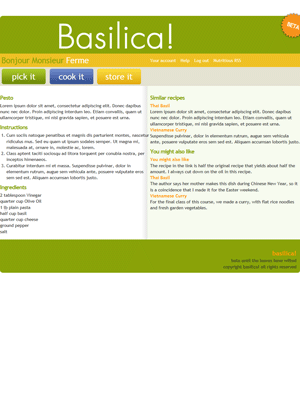 Basilica!
BETA
Bonjour Monsieur Ferme
Your account Help Log out Nutrition RSS
pick it cook it store it
Pesto
Lorem ipsum dolor sit amet, consectetur adipiscing elit. Donec dapibus
nunc nec dolor. Proin interdum leo. Etiam convallis, diam et ornare, quam et
ullamcorper tristique, mi nisl gravida sapien, et posuere est urna.
Instructions
1. Cum sociis natoque penatibus et magnis dis parturient montes, nascetur
ridiculus mus. Sed eu quam ut ipsum sodales semper. Ut magna mi,
malesuada et, ornare in, molestie ac, lorem.
2. Class aptent taciti sociosqu ad litora torquent per conubia nostra, per
inceptos himenaeos.
3. Curabitur interdum mi et massa. Suspendisse pulvinar, dolor in
elementum rutrum, augue sem vehicula ante, posuere vulputate eros sem
sed est. Aliquam accumsan lobortis justo.
Ingredients
2 tablespoon Vinegar
quarter cup Olive Oil
1 lb plain pasta
half cup basil
quarter cup cheese
ground pepper
salt
Similar recipes
Thai Basil
Lorem ipsum dolor sit amet, consectetur adipiscing elit. Donec dapibus
nunc nec dolor. Proin interdum leo. Etiam convallis, diam et ornare, quam et
ullamcorper tristique, mi nisl gravida sapien, et posuere est urna.
Vietnamese Curry
Suspendisse pulvinar, dolor in elementum rutrum, augue sem vehicula
ante, posuere vulputate eros sem sed est. Aliquam accumsan lobortis justo.
You might also like
You might also like
The recipe in the link is half the original recipe that yields about half the
amount. I always cut down on the oil in this recipe.
Thai Basil
The author says her mother makes this dish during Chinese New Year, so it
is a coincidence that I made it for the Easter weekend.
Vietnamese Curry
For the final class of this course, we made a curry, with flat rice noodles
and fresh garden vegetables.
basilica!
copyright basilica! all rights reserved